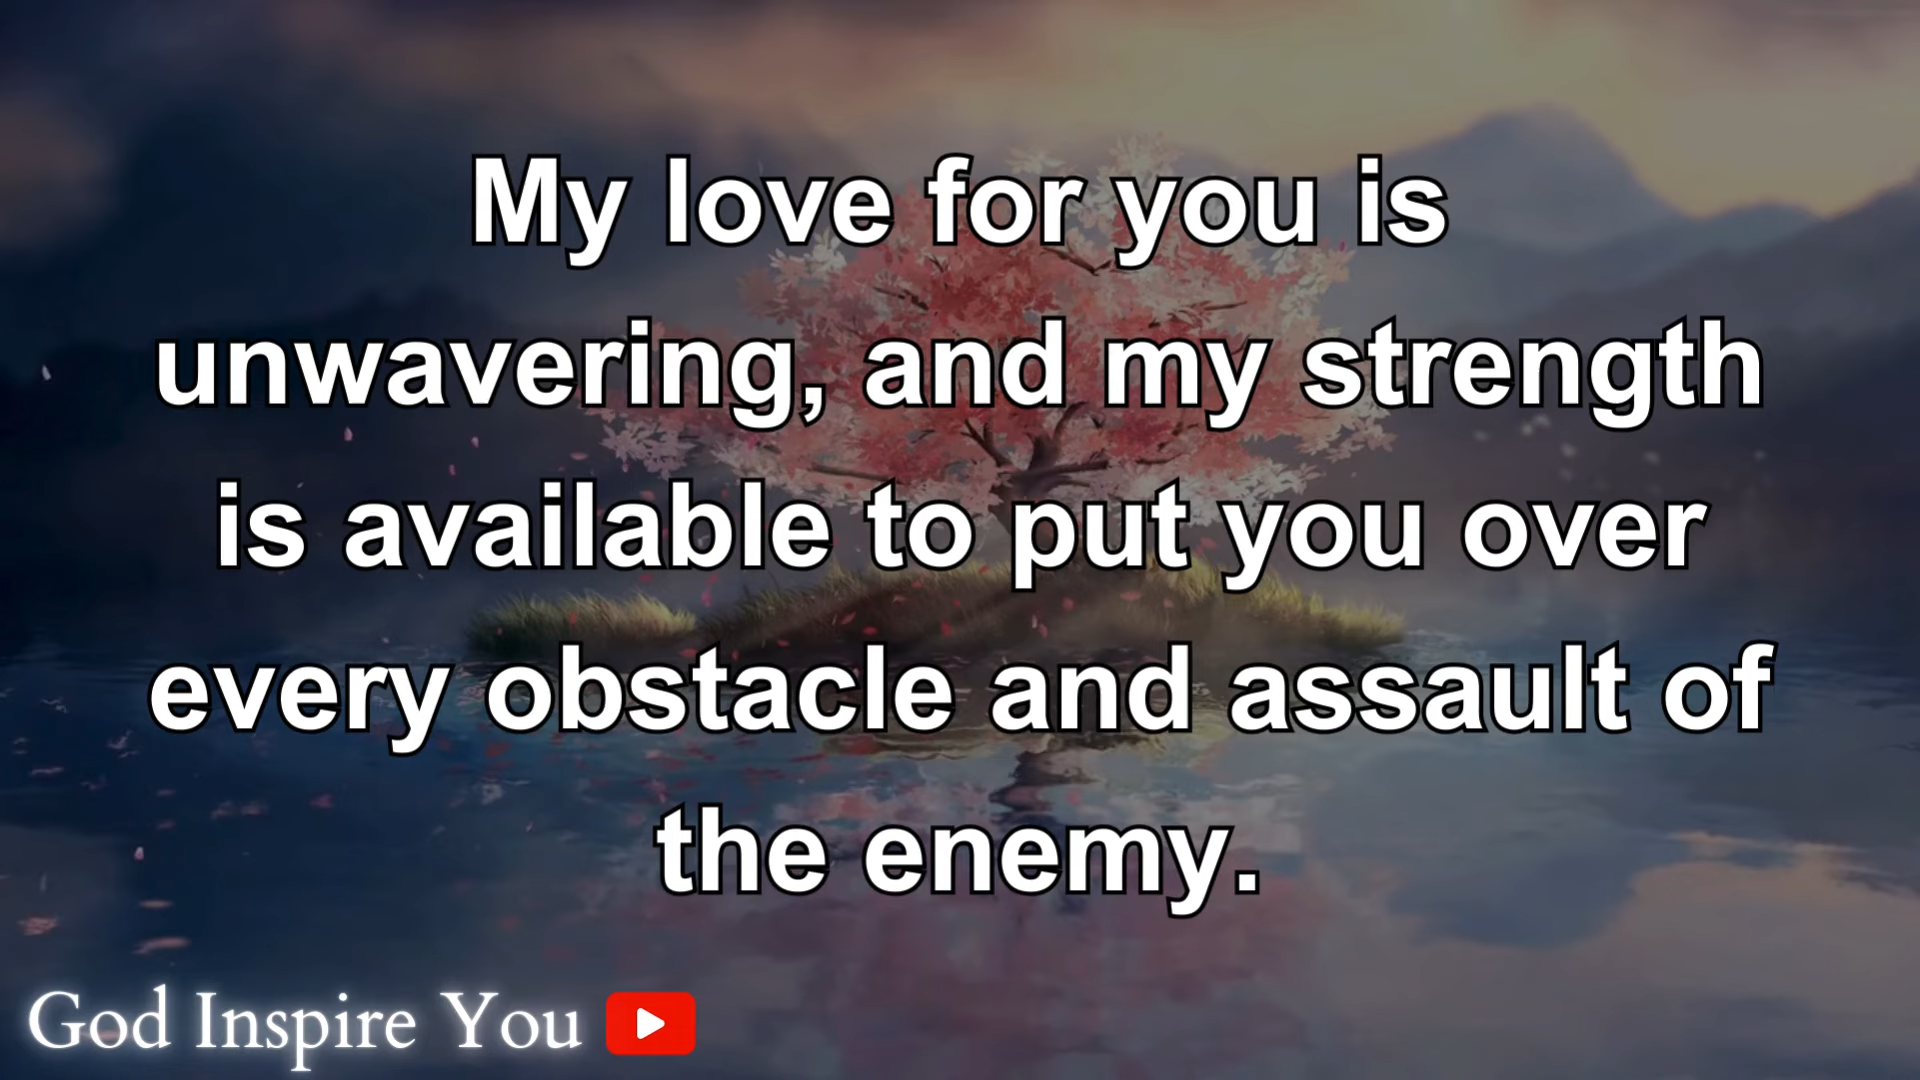 My love for you is
unwavering, and my strength
is available to put you over
every obstacle and assault of
the enemy.
God Inspire You